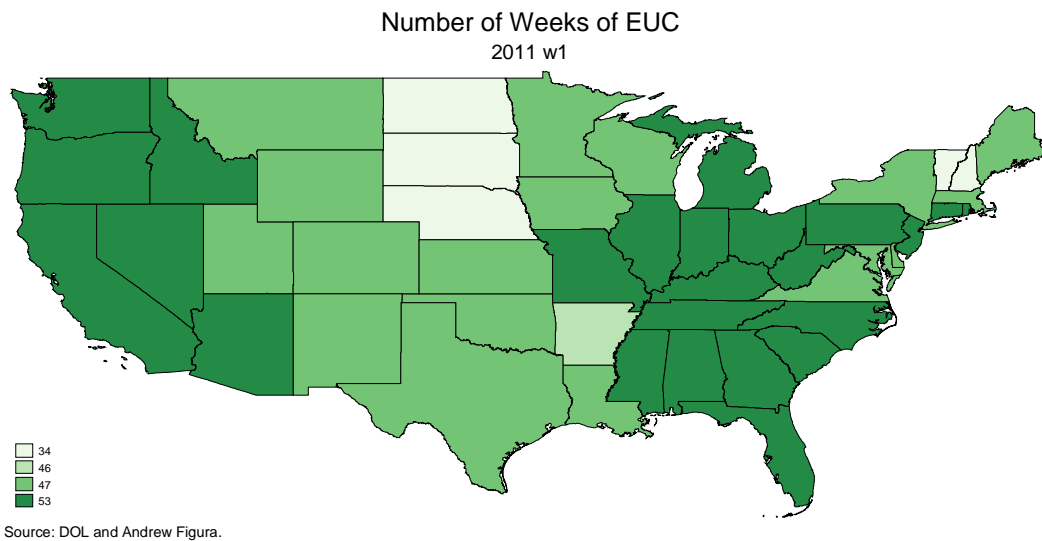 Number of Weeks of EUC
2011 w1
34
46
47
53
Source: DOL and Andrew Figura.